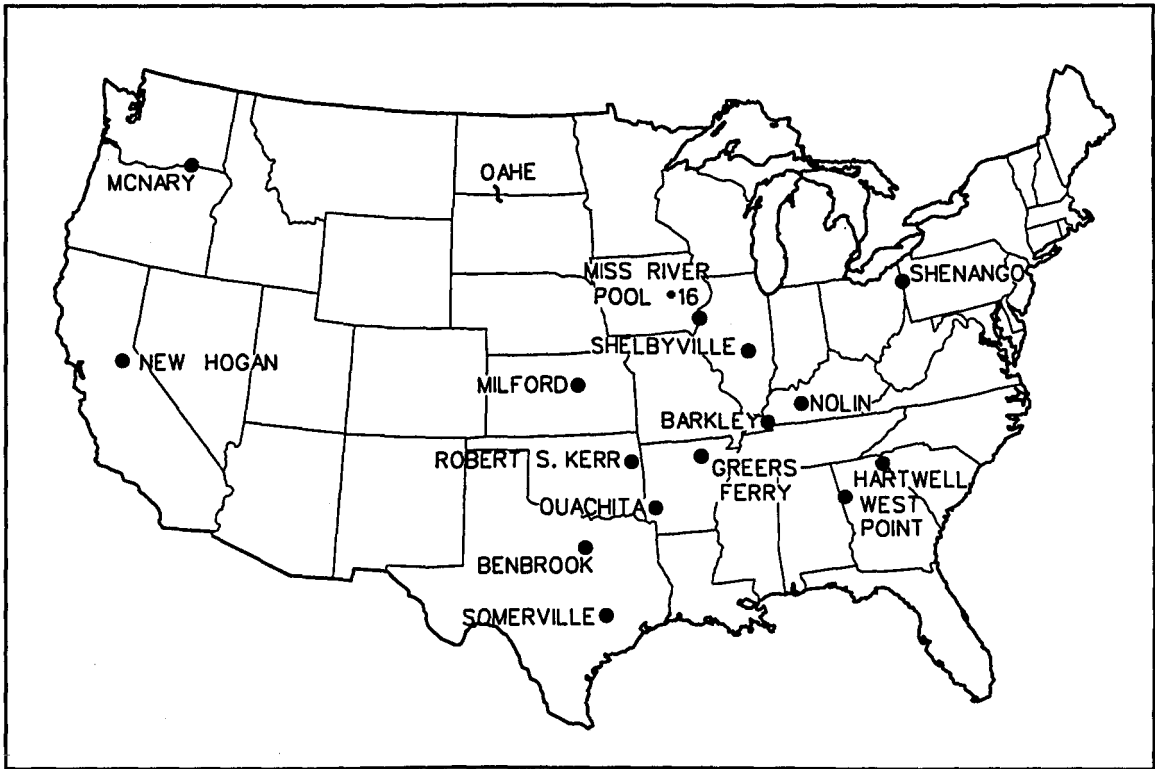 OAHE
MCNARY
MISS RIVER
POOL •16
SHENANGO
NEW HOGAN
SHELBYVILLE
MILFORD
NOLIN
BARKLEY
ROBERT S. KERR
GREERS
FERRY
HARTWELL
WEST
POINT
OUACHITA
BENBROOK
SOMERVILLE